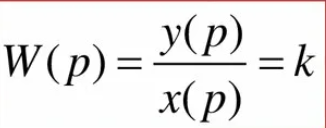 W(p) = y(p)/x(p) = k